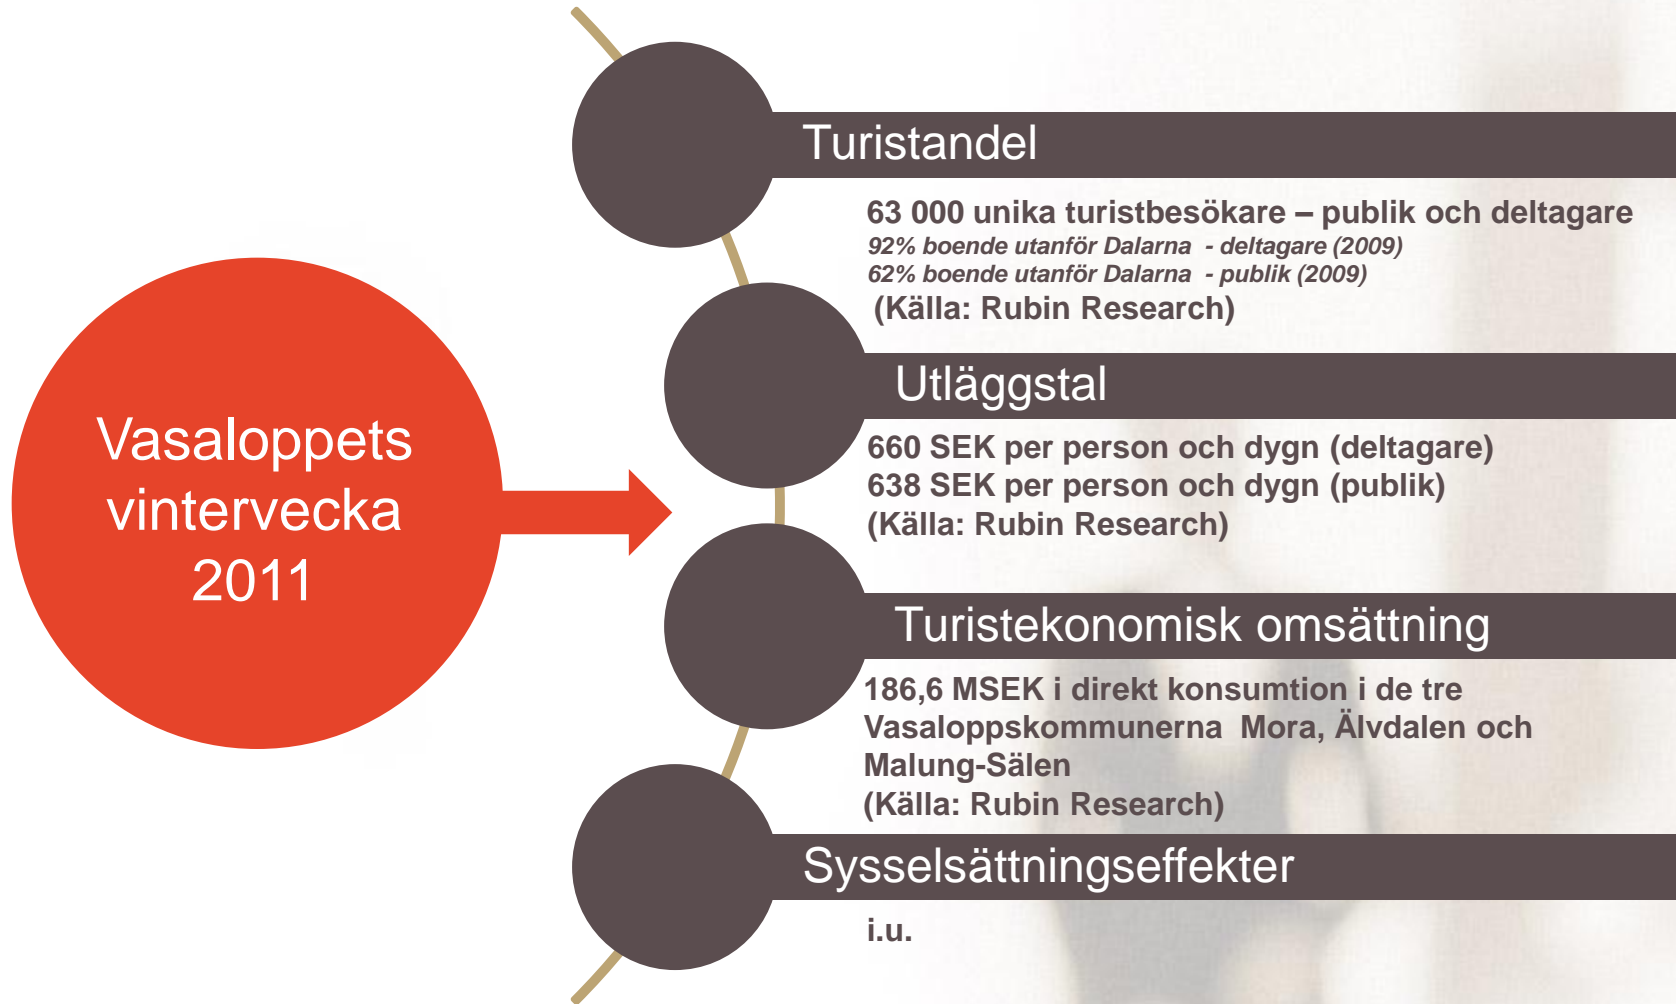 Vasaloppets
vintervecka
2011
Turistandel
63 000 unika turistbesökare – publik och deltagare
92% boende utanför Dalarna - deltagare (2009)
62% boende utanför Dalarna - publik (2009)
(Källa: Rubin Research)
Utläggstal
660 SEK per person och dygn (deltagare)
638 SEK per person och dygn (publik)
(Källa: Rubin Research)
Turistekonomisk omsättning
186,6 MSEK i direkt konsumtion i de tre
Vasaloppskommunerna Mora, Älvdalen och
Malung-Sälen
(Källa: Rubin Research)
Sysselsättningseffekter
i.u.